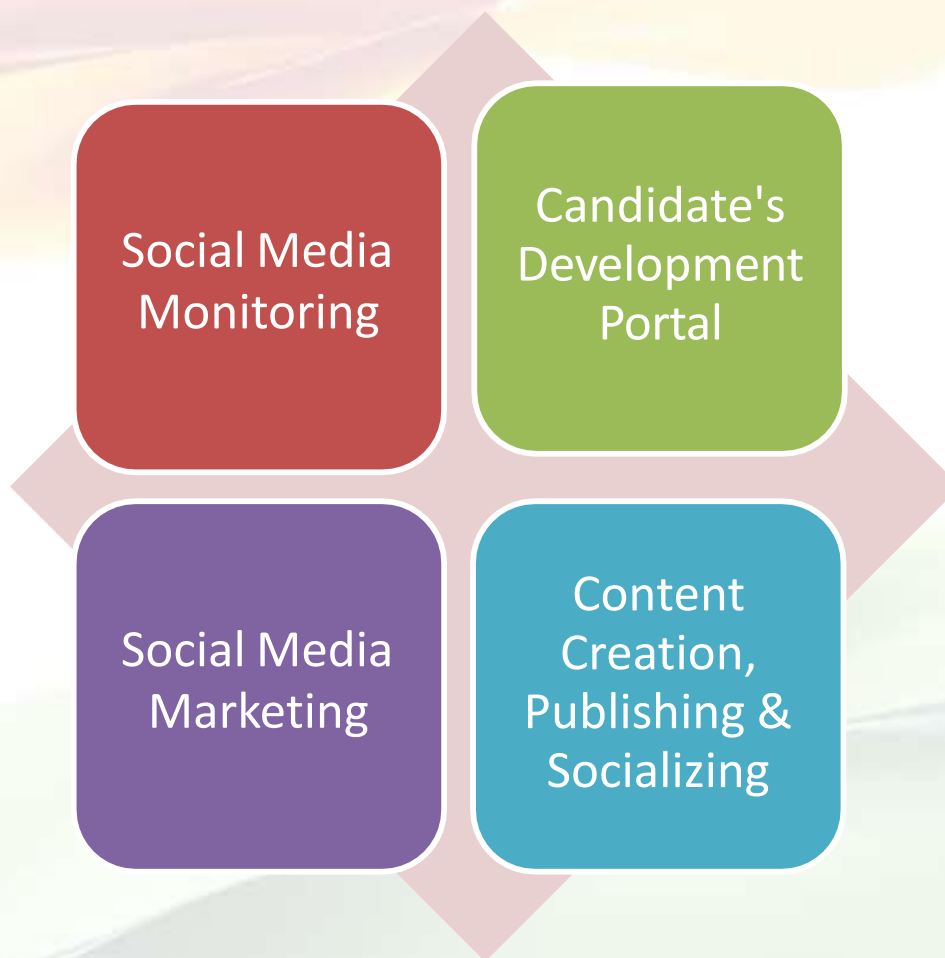 Social Media
Monitoring
Candidate's
Development
Portal
Social Media
Marketing
Content
Creation,
Publishing &
Socializing